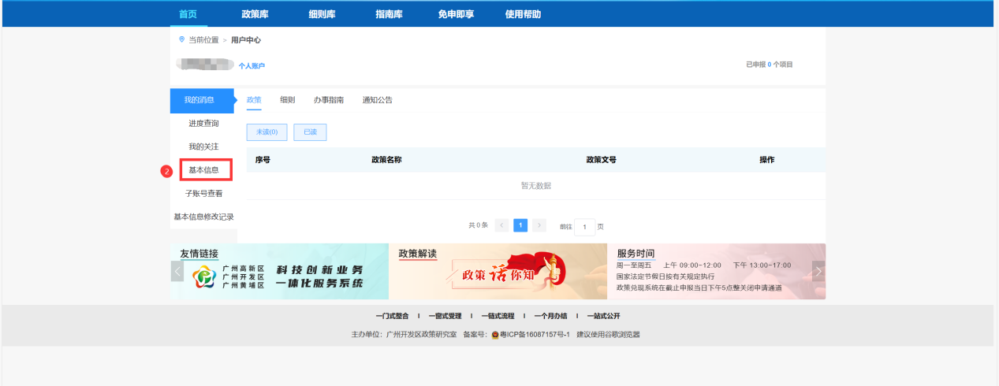 首页 政策库 细则库 指南库 免申即享 使用帮助
当前位置 > 用户中心
个人账户 已申报 0 个项目
我的消息 政策 细则 办事指南 通知公告
进度查询
未读(0) 已读
我的关注
序号 政策名称 政策文号 操作
2 基本信息
暂无数据
子账号查看
基本信息修改记录
共 0 条 < 1 > 前往 1 页
友情链接
广州高新区
广州开发区
广州黄埔区
科技创新业务
一体化服务系统
政策解读
政策话你知
服务时间
周一至周五 上午 09:00~12:00 下午 13:00~17:00
国家法定节假日按有关规定执行
政策兑现系统在截止申报当日下午5点整关闭申请通道
一门式整合 I 一窗式受理 I 一链式流程 I 一个月办结 I 一站式公开
主办单位：广州开发区政策研究室 备案号： 粤ICP备16087157号-1 建议使用谷歌浏览器